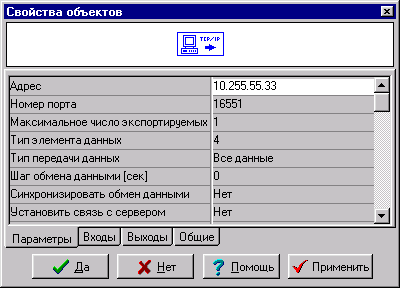 Свойства объектов
TCP/IP
Адрес 10.255.55.33
Номер порта 16551
Максимальное число экспортируемых 1
Тип элемента данных 4
Тип передачи данных Все данные
Шаг обмена данными [сек] 0
Синхронизировать обмен данными Нет
Установить связь с сервером Нет
Параметры Входы Выходы Общие
Да Нет Помощь Применить